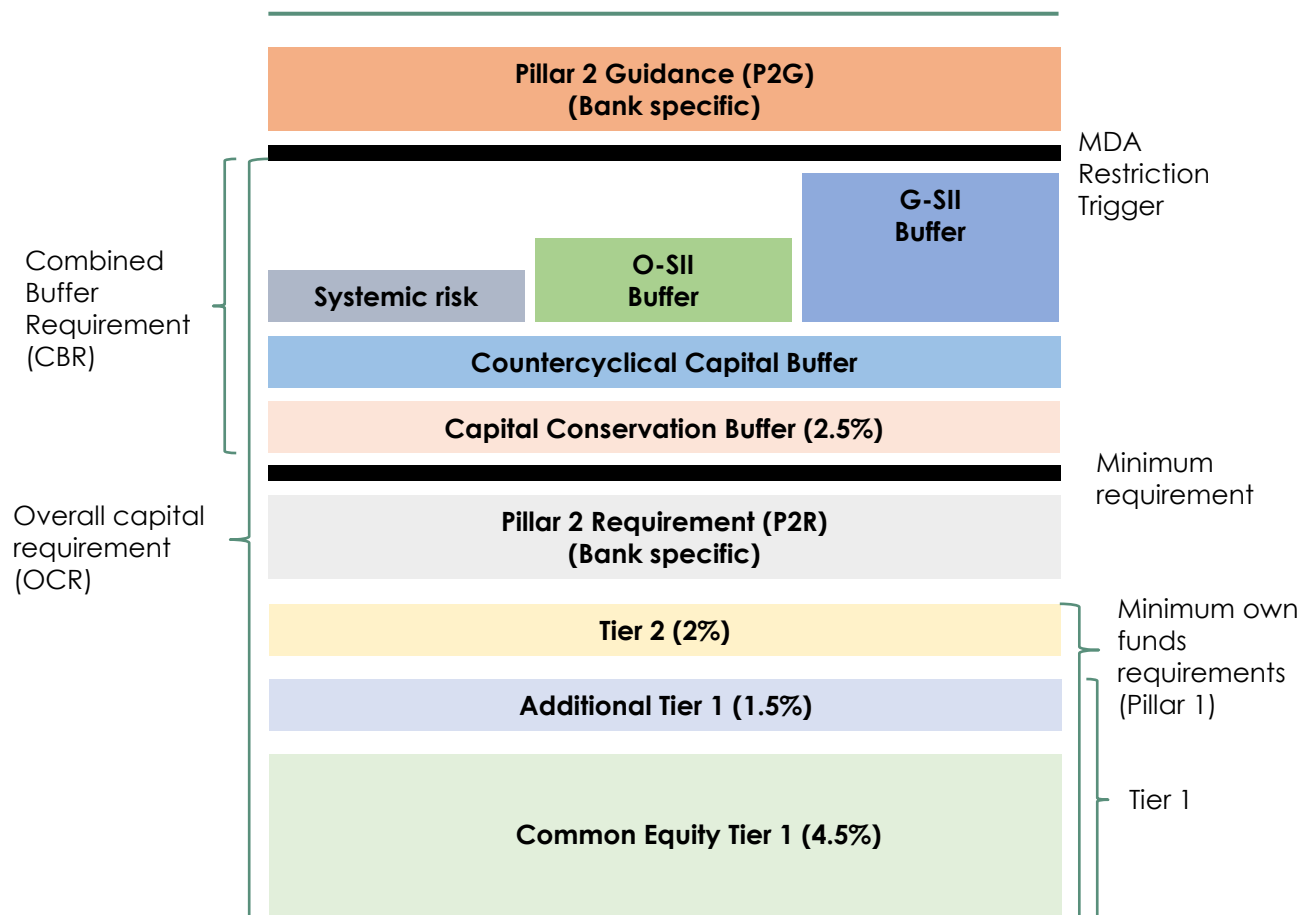 Pillar 2 Guidance (P2G)
(Bank specific)
MDA
Restriction
Trigger
G-SII
Buffer
O-SII
Buffer
Systemic risk
Combined
Buffer
Requirement
(CBR)
Countercyclical Capital Buffer
Capital Conservation Buffer (2.5%)
Minimum
requirement
Pillar 2 Requirement (P2R)
(Bank specific)
Overall capital
requirement
(OCR)
Tier 2 (2%)
Minimum own
funds
requirements
(Pillar 1)
Additional Tier 1 (1.5%)
Tier 1
Common Equity Tier 1 (4.5%)